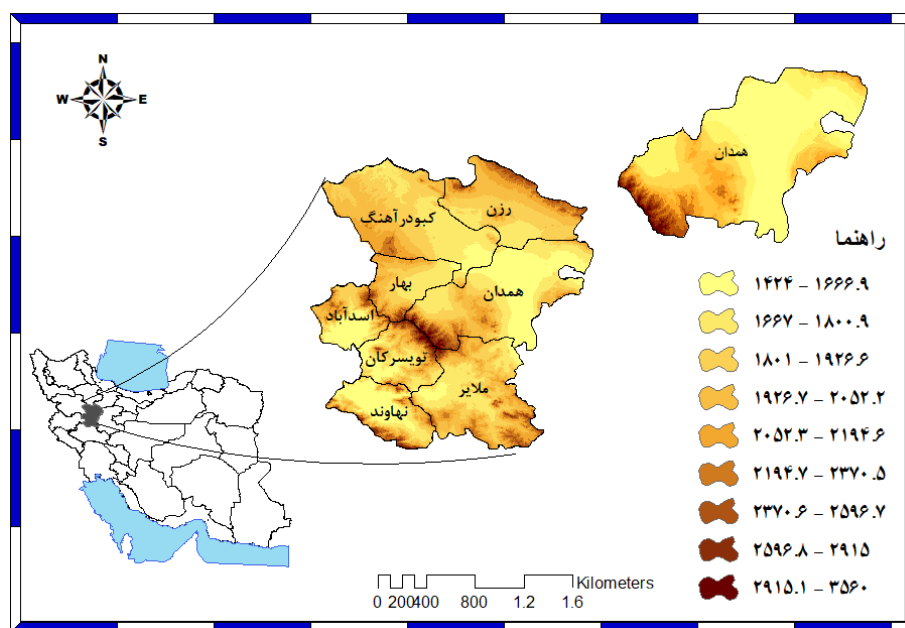 N
W E
S
همدان
رزن
کبودرآهنگ
بهار
همدان
اسدآباد
تویسرکان
ملایر
نهاوند
راهنما
۱۴۲۴ – ۱۶۶۶.۹
۱۶۶۷ – ۱۸۰۰.۹
۱۸۰۱ – ۱۹۲۶.۶
۱۹۲۶.۷ – ۲۰۵۲.۲
۲۰۵۲.۳ – ۲۱۹۴.۶
۲۱۹۴.۷ – ۲۳۷۰.۵
۲۳۷۰.۶ – ۲۵۹۶.۷
۲۵۹۶.۸ – ۲۹۱۵
۲۹۱۵.۱ – ۳۵۶۰
Kilometers
0 200400 800 1.2 1.6